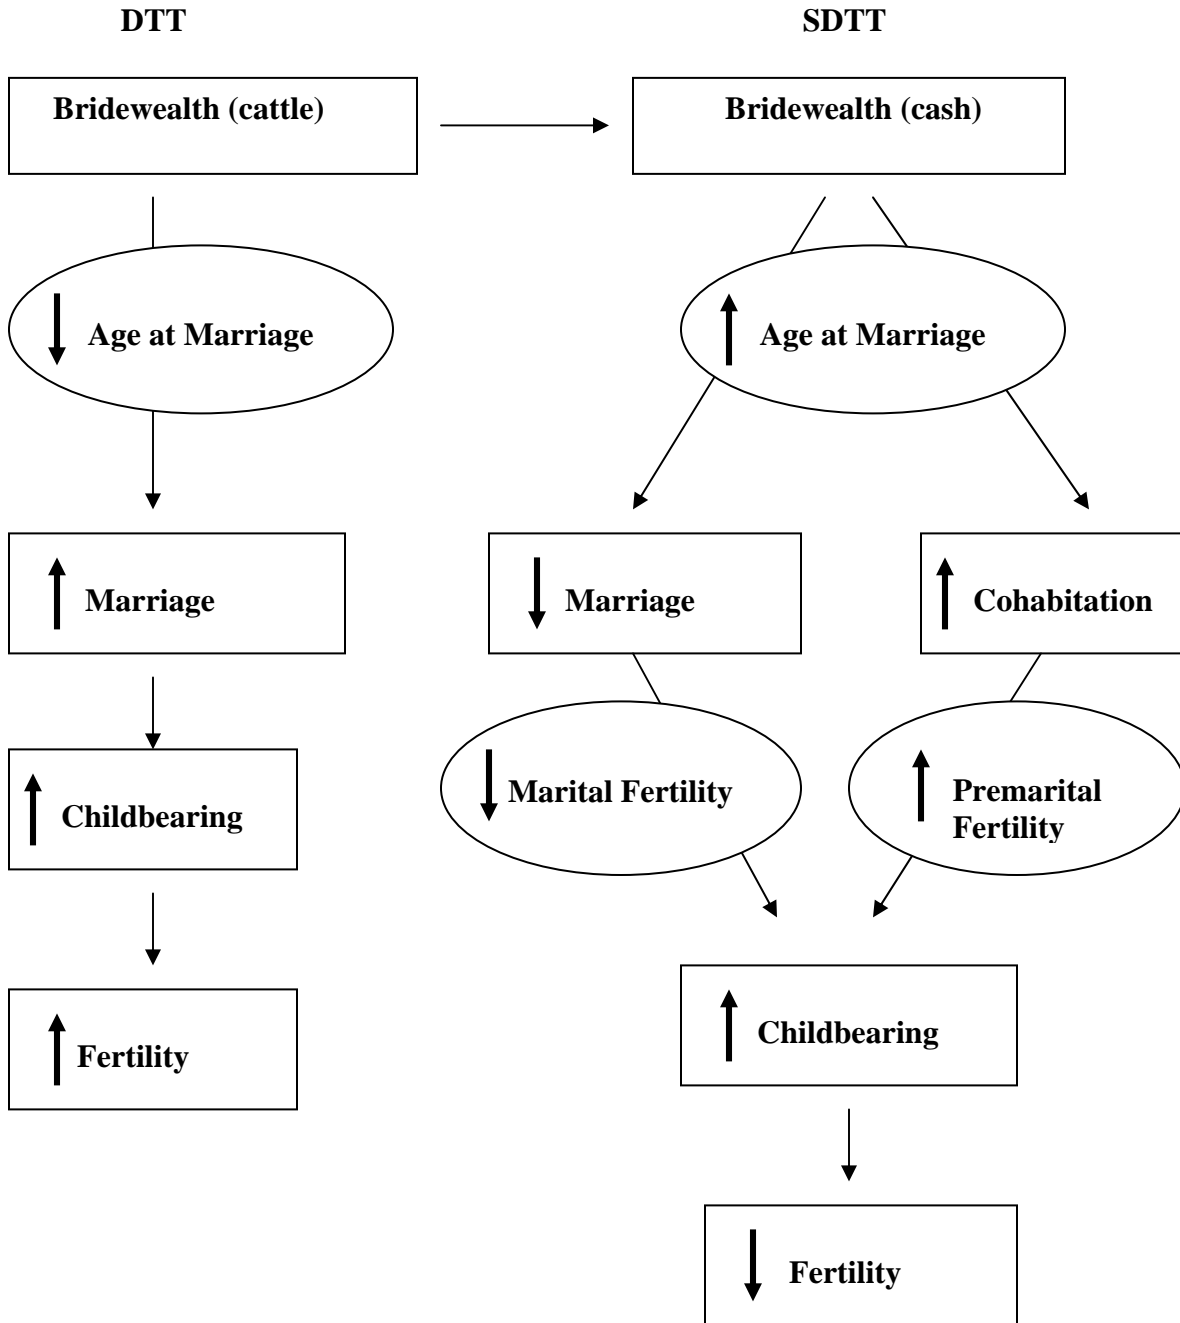 DTT
SDTT
Bridewealth (cattle)
Bridewealth (cash)
Age at Marriage
Age at Marriage
Marriage
Marriage
Cohabitation
Childbearing
Marital Fertility
Premarital
Fertility
Fertility
Childbearing
Fertility